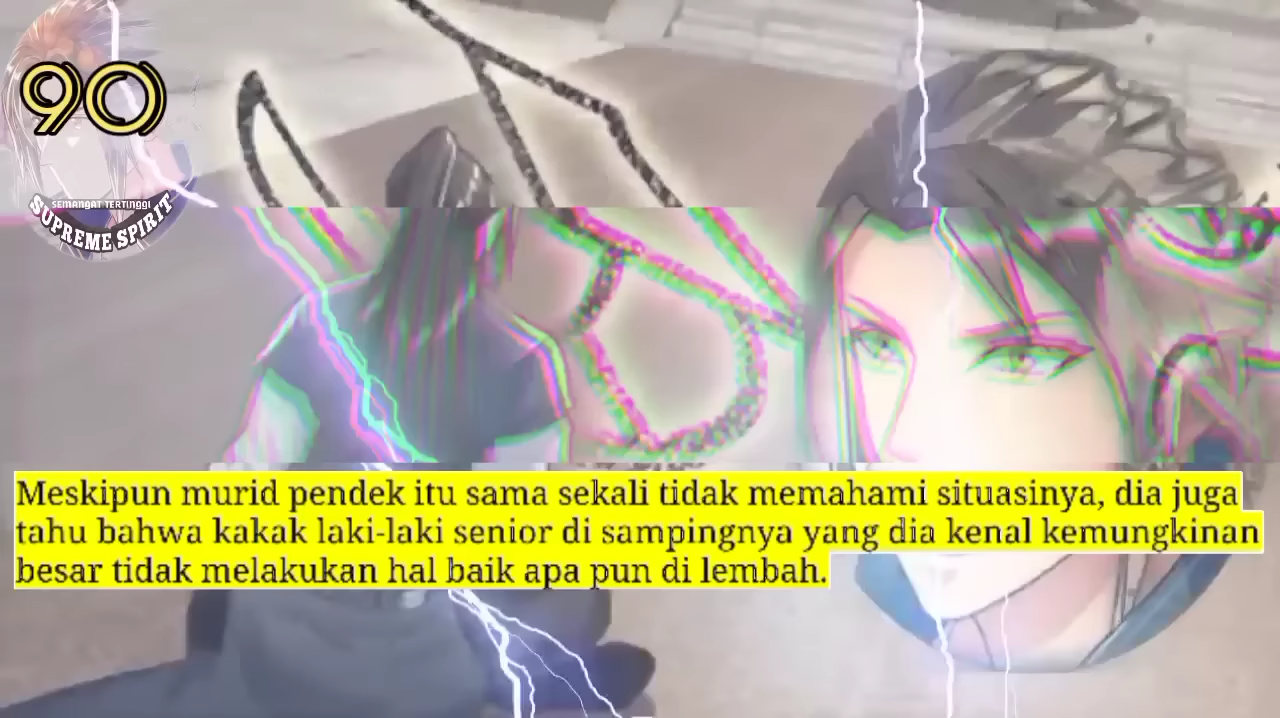 90
SEMANGAT TERTINGGI
SUPREME SPIRIT
Meskipun murid pendek itu sama sekali tidak memahami situasinya, dia juga
tahu bahwa kakak laki-laki senior di sampingnya yang dia kenal kemungkinan
besar tidak melakukan hal baik apa pun di lembah.